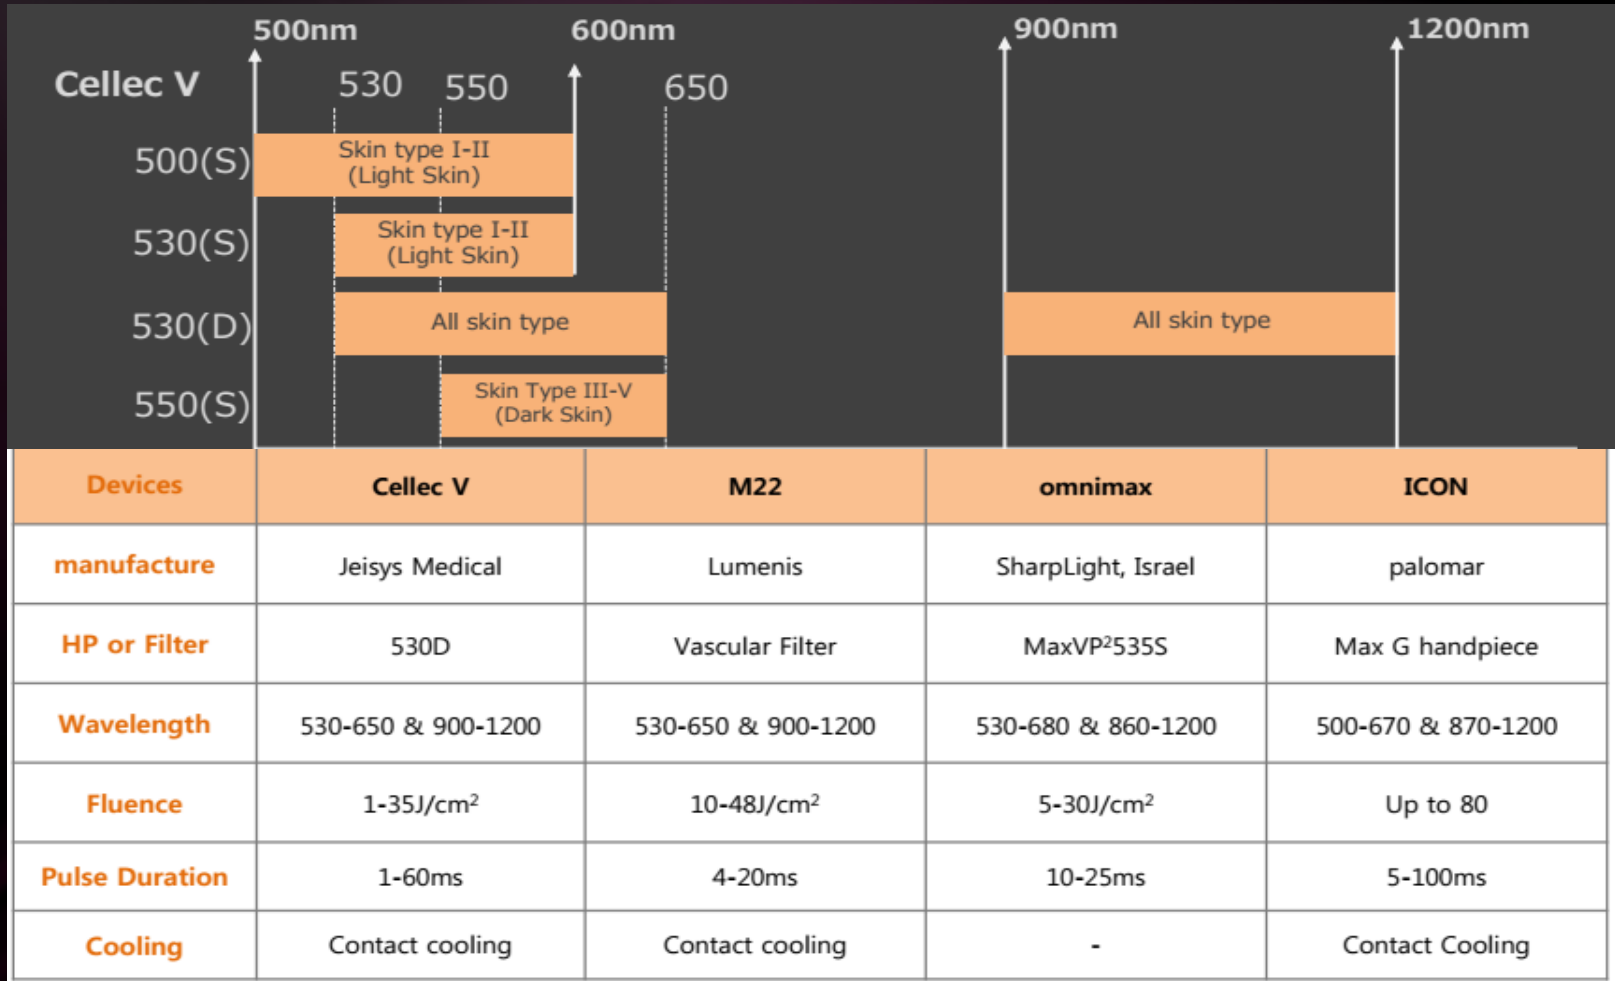 500nm 600nm 900nm 1200nm
Cellec V 530 550 650
500(S) Skin type I-II
(Light Skin)
530(S) Skin type I-II
(Light Skin)
530(D) All skin type All skin type
550(S) Skin Type III-V
(Dark Skin)
Devices Cellec V M22 omnimax ICON
manufacture Jeisys Medical Lumenis SharpLight, Israel palomar
HP or Filter 530D Vascular Filter MaxVP²535S Max G handpiece
Wavelength 530-650 & 900-1200 530-650 & 900-1200 530-680 & 860-1200 500-670 & 870-1200
Fluence 1-35J/cm² 10-48J/cm² 5-30J/cm² Up to 80
Pulse Duration 1-60ms 4-20ms 10-25ms 5-100ms
Cooling Contact cooling Contact cooling - Contact Cooling